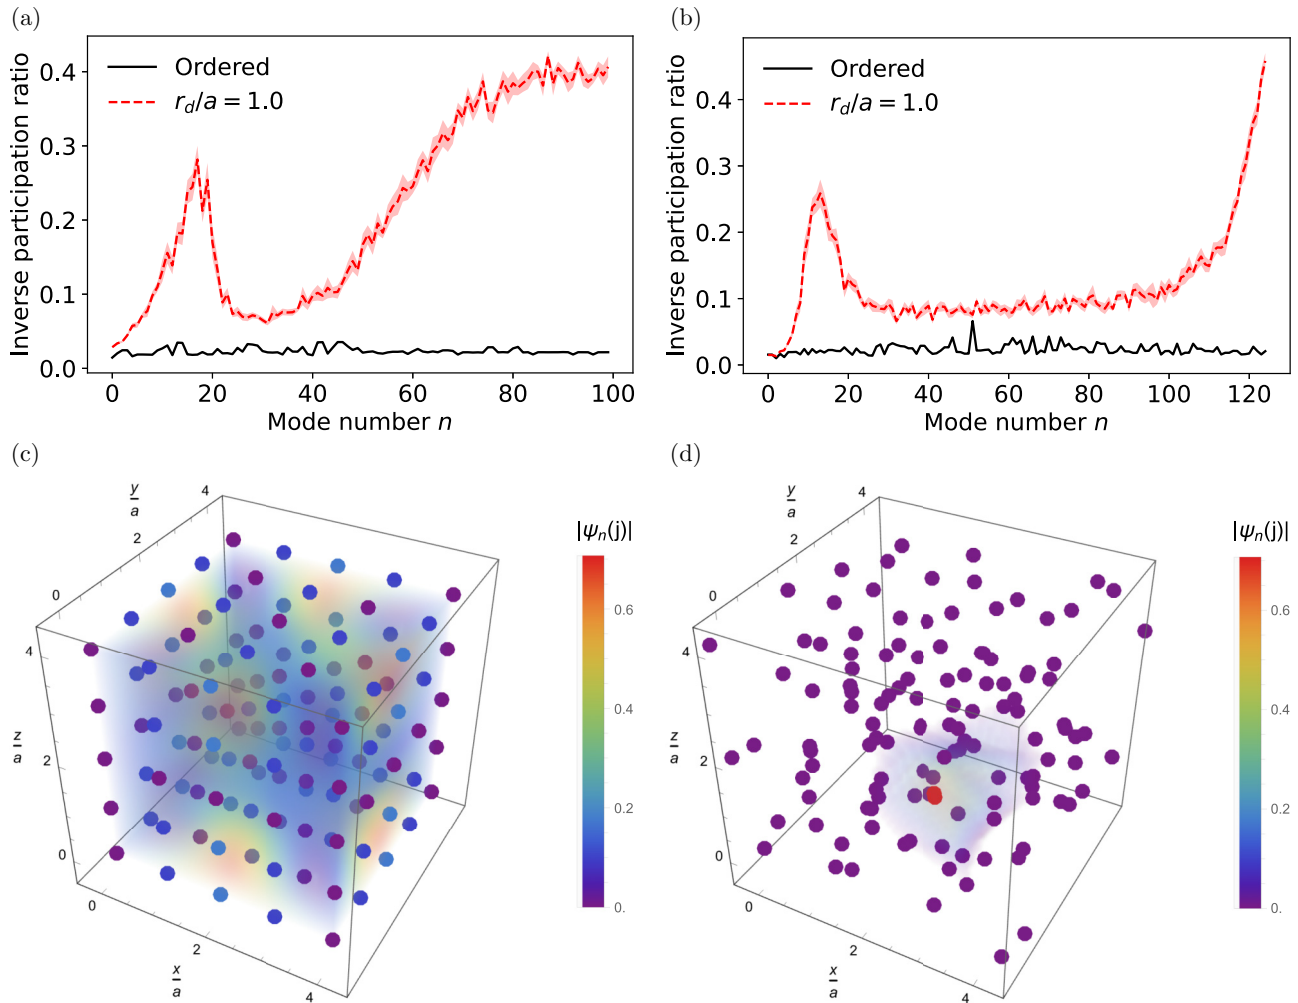 (a)
Inverse participation ratio
0.4
0.3
0.2
0.1
0.0
Ordered
r_d/a = 1.0
0 20 40 60 80 100
Mode number n
(b)
Inverse participation ratio
0.4
0.3
0.2
0.1
0.0
Ordered
r_d/a = 1.0
0 20 40 60 80 100 120
Mode number n
(c)
y/a
4
2
0
z/a
4
2
0
0
2
4
x/a
|ψ_n(j)|
0.6
0.4
0.2
0.
(d)
y/a
4
2
0
z/a
4
2
0
0
2
4
x/a
|ψ_n(j)|
0.6
0.4
0.2
0.